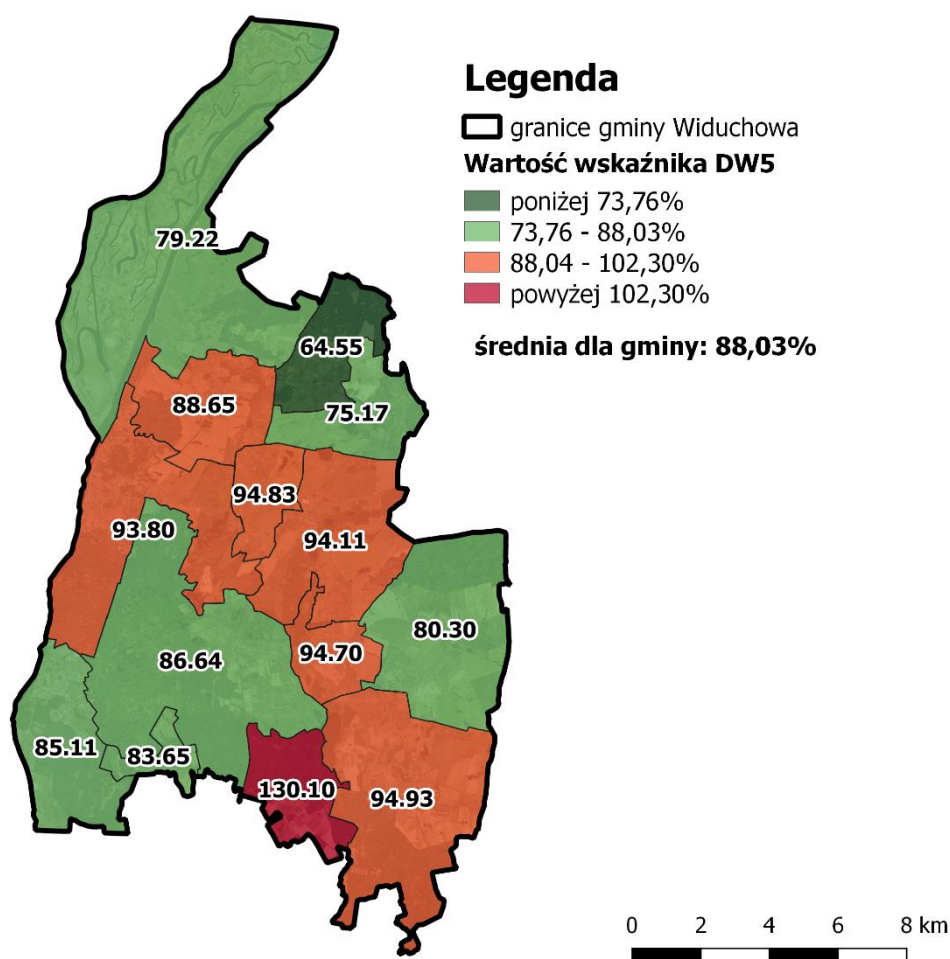 Legenda
granice gminy Widuchowa
Wartość wskaźnika DW5
poniżej 73,76%
73,76 - 88,03%
88,04 - 102,30%
powyżej 102,30%
średnia dla gminy: 88,03%
79.22
64.55
88.65
75.17
94.83
93.80
94.11
80.30
94.70
86.64
85.11
83.65
130.10
94.93
0 2 4 6 8 km